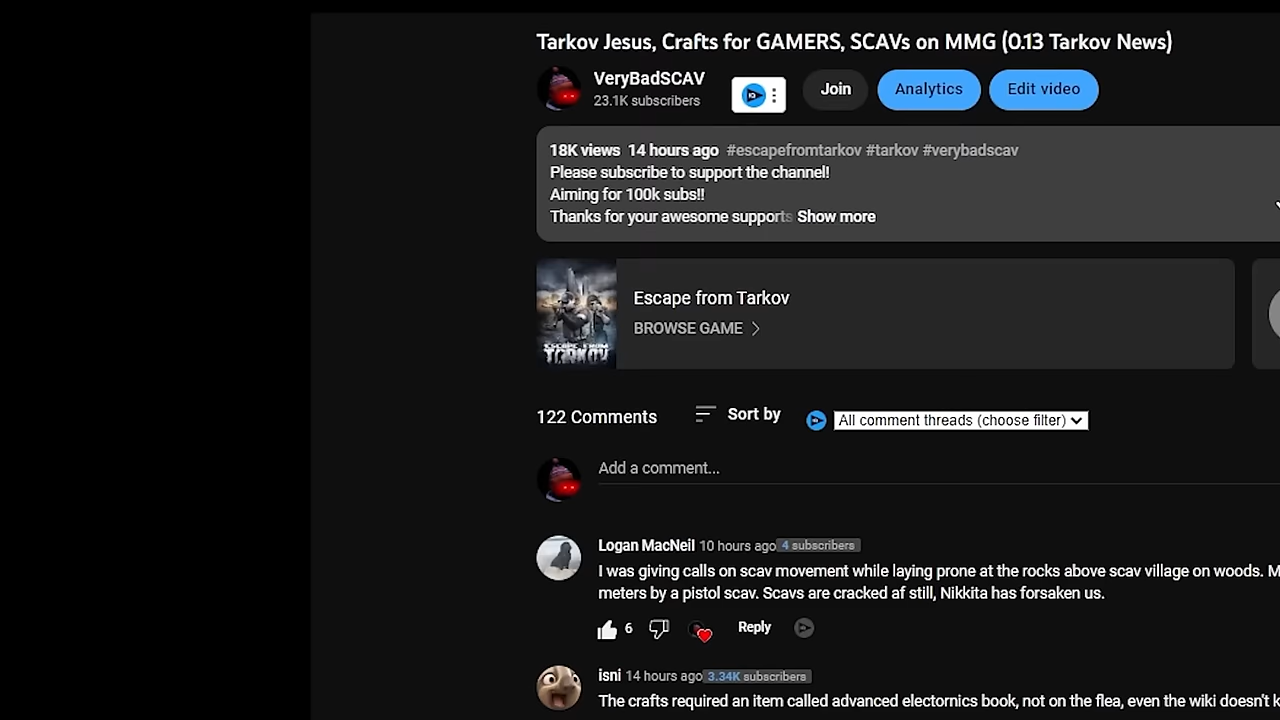 Tarkov Jesus, Crafts for GAMERS, SCAVs on MMG (0.13 Tarkov News)
VeryBadSCAV
23.1K subscribers
Join
Analytics
Edit video
18K views 14 hours ago #escapefromtarkov #tarkov #verybadscav
Please subscribe to support the channel!
Aiming for 100k subs!!
Thanks for your awesome supports Show more
ESCAPE FROM
TARKOV
Escape from Tarkov
BROWSE GAME
122 Comments
Sort by
All comment threads (choose filter)
Add a comment...
Logan MacNeil 10 hours ago 4 subscribers
I was giving calls on scav movement while laying prone at the rocks above scav village on woods. M
meters by a pistol scav. Scavs are cracked af still, Nikkita has forsaken us.
6
Reply
isni 14 hours ago 3.34K subscribers
The crafts required an item called advanced electornics book, not on the flea, even the wiki doesn't k